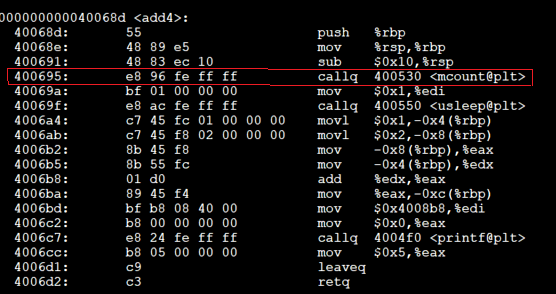 000000000040068d <add4>:
40068d: 55 push %rbp
40068e: 48 89 e5 mov %rsp,%rbp
400691: 48 83 ec 10 sub $0x10,%rsp
400695: e8 96 fe ff ff callq 400530 <mcount@plt>
40069a: bf 01 00 00 00 mov $0x1,%edi
40069f: e8 ac fe ff ff callq 400550 <usleep@plt>
4006a4: c7 45 fc 01 00 00 00 movl $0x1,-0x4(%rbp)
4006ab: c7 45 f8 02 00 00 00 movl $0x2,-0x8(%rbp)
4006b2: 8b 45 f8 mov -0x8(%rbp),%eax
4006b5: 8b 55 fc mov -0x4(%rbp),%edx
4006b8: 01 d0 add %edx,%eax
4006ba: 89 45 f4 mov %eax,-0xc(%rbp)
4006bd: bf b8 08 40 00 mov $0x4008b8,%edi
4006c2: b8 00 00 00 00 mov $0x0,%eax
4006c7: e8 24 fe ff ff callq 4004f0 <printf@plt>
4006cc: b8 05 00 00 00 mov $0x5,%eax
4006d1: c9 leaveq
4006d2: c3 retq